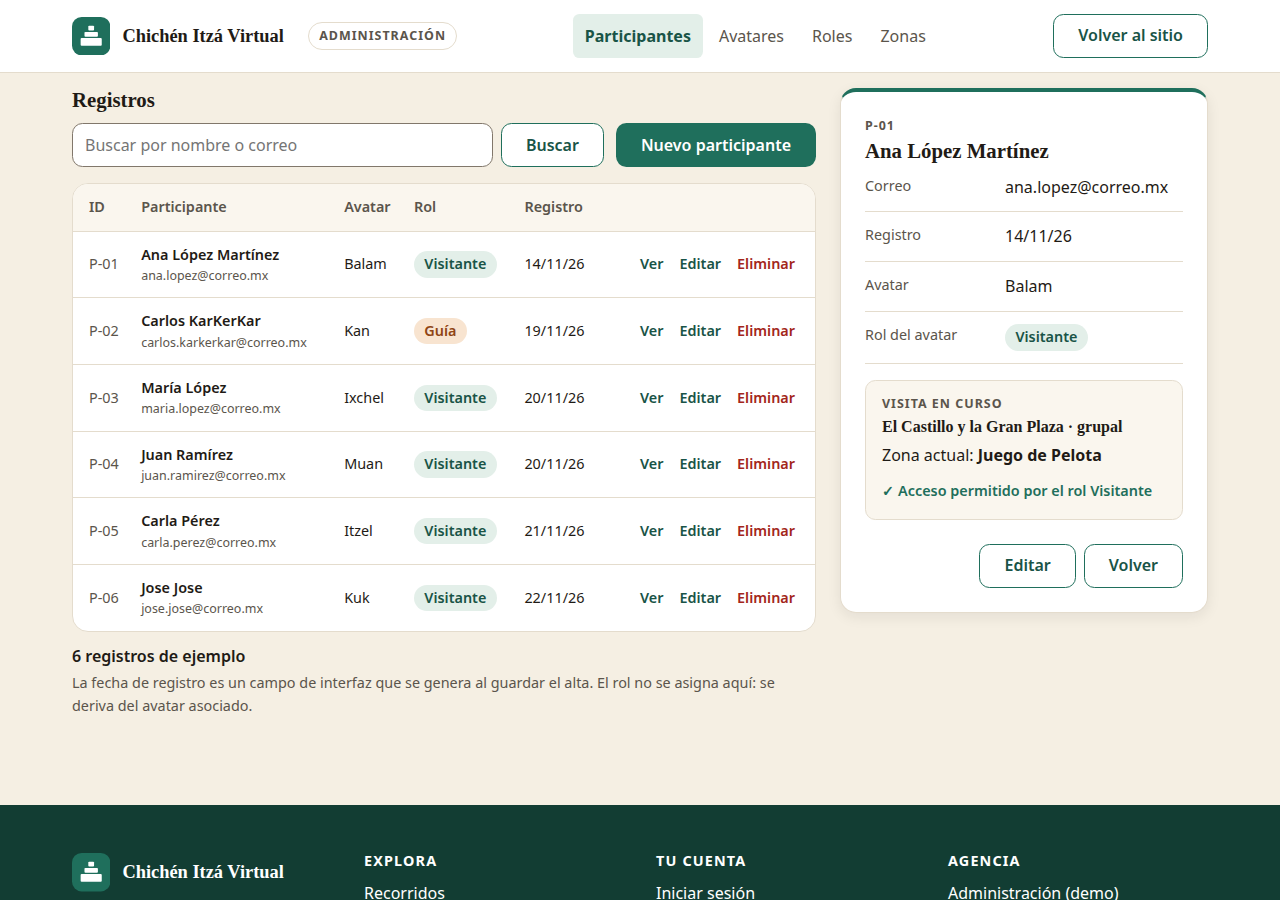 Chichén Itzá Virtual
ADMINISTRACIÓN
Participantes
Avatares
Roles
Zonas
Volver al sitio
Registros
Buscar por nombre o correo
Buscar
Nuevo participante
ID Participante Avatar Rol Registro
P-01 Ana López Martínez ana.lopez@correo.mx Balam Visitante 14/11/26 Ver Editar Eliminar
P-02 Carlos KarKerKar carlos.karkerkar@correo.mx Kan Guía 19/11/26 Ver Editar Eliminar
P-03 María López maria.lopez@correo.mx Ixchel Visitante 20/11/26 Ver Editar Eliminar
P-04 Juan Ramírez juan.ramirez@correo.mx Muan Visitante 20/11/26 Ver Editar Eliminar
P-05 Carla Pérez carla.perez@correo.mx Itzel Visitante 21/11/26 Ver Editar Eliminar
P-06 Jose Jose jose.jose@correo.mx Kuk Visitante 22/11/26 Ver Editar Eliminar
6 registros de ejemplo
La fecha de registro es un campo de interfaz que se genera al guardar el alta. El rol no se asigna aquí: se
deriva del avatar asociado.
P-01
Ana López Martínez
Correo ana.lopez@correo.mx
Registro 14/11/26
Avatar Balam
Rol del avatar Visitante
VISITA EN CURSO
El Castillo y la Gran Plaza · grupal
Zona actual: Juego de Pelota
✓ Acceso permitido por el rol Visitante
Editar
Volver
Chichén Itzá Virtual
EXPLORA
Recorridos
TU CUENTA
Iniciar sesión
AGENCIA
Administración (demo)